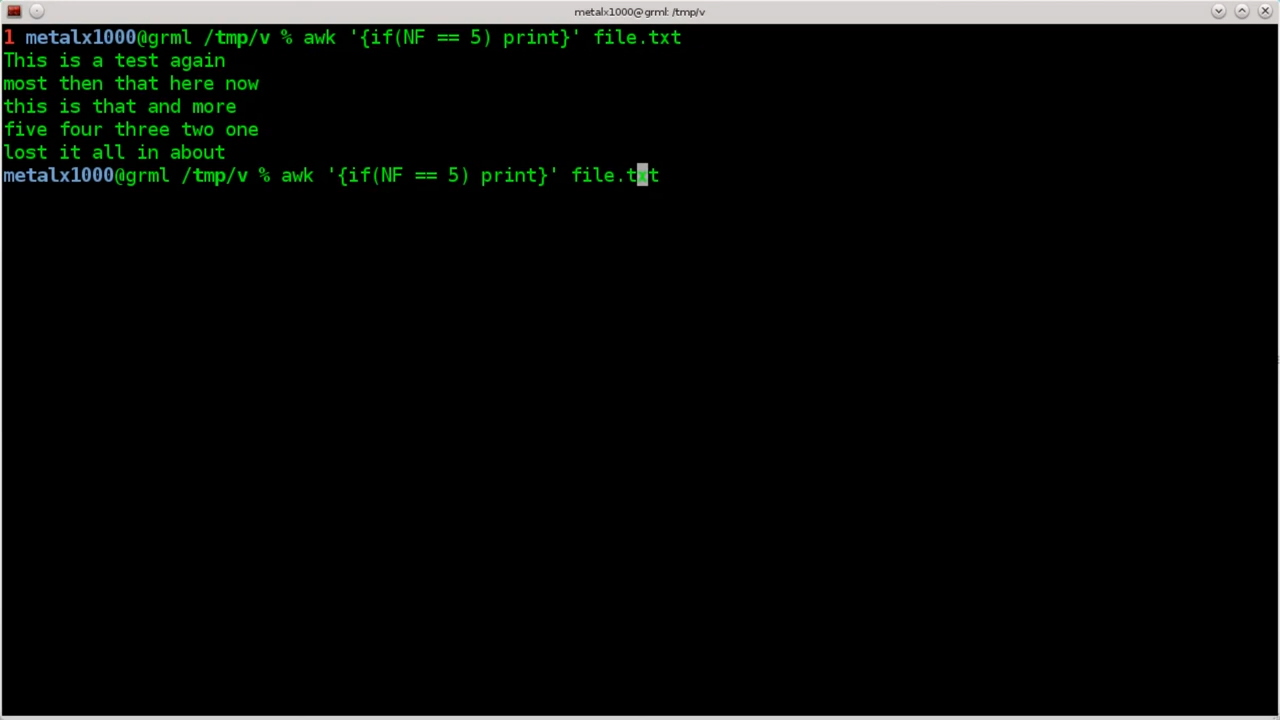 metalx1000@grml: /tmp/v
1 metalx1000@grml /tmp/v % awk '{if(NF == 5) print}' file.txt
This is a test again
most then that here now
this is that and more
five four three two one
lost it all in about
metalx1000@grml /tmp/v % awk '{if(NF == 5) print}' file.txt